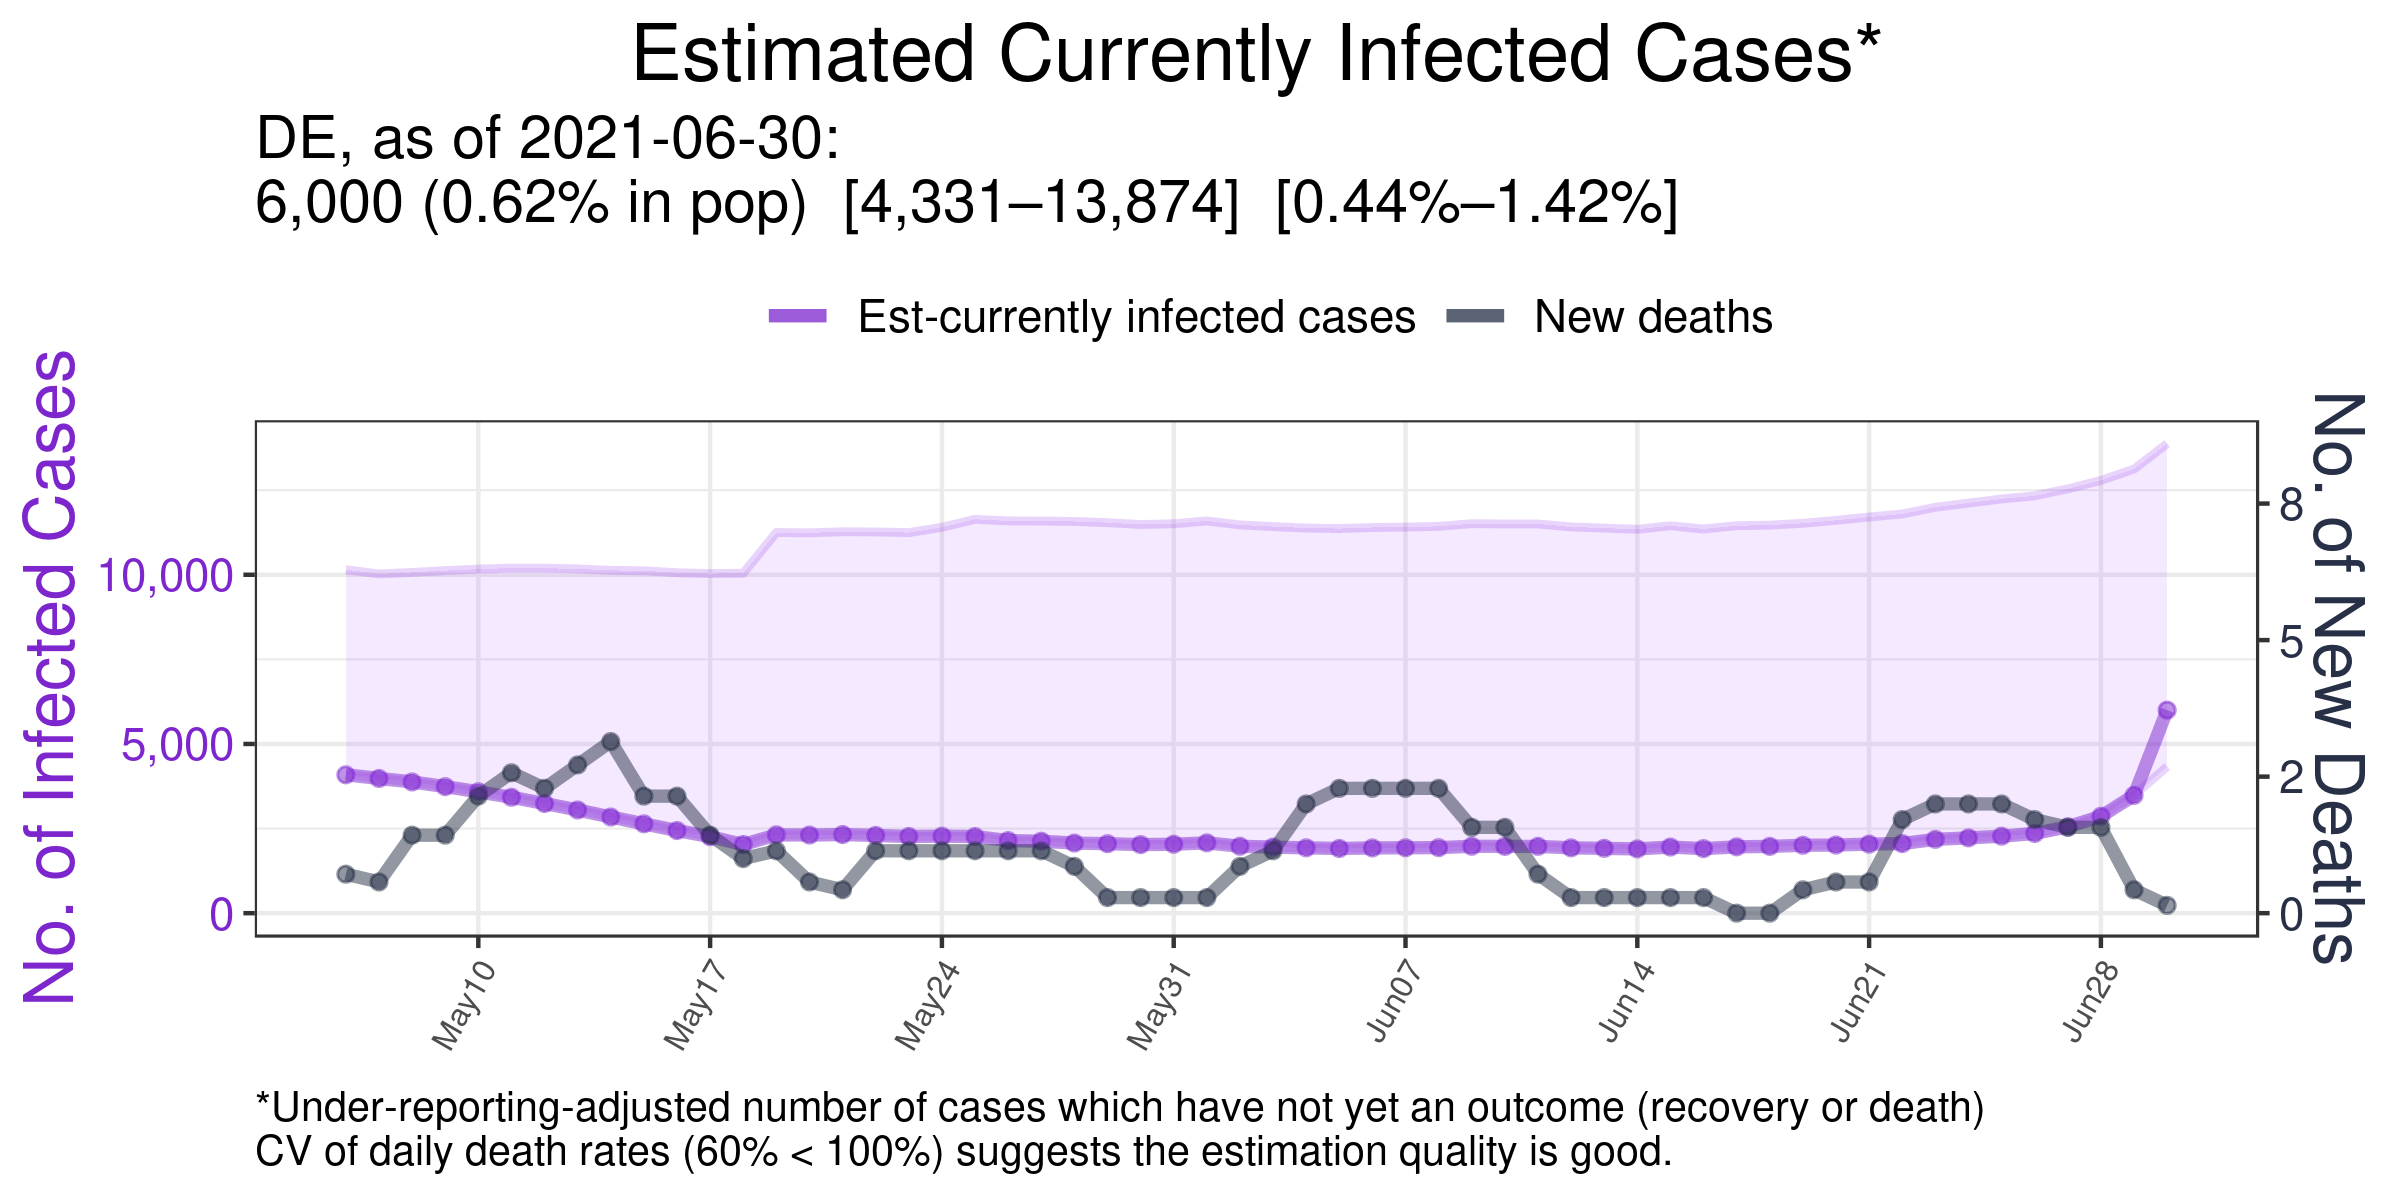 Estimated Currently Infected Cases*
DE, as of 2021-06-30:
6,000 (0.62% in pop)  [4,331–13,874]  [0.44%–1.42%]
Est-currently infected cases
New deaths
No. of Infected Cases
10,000
5,000
0
No. of New Deaths
8
5
2
0
May10
May17
May24
May31
Jun07
Jun14
Jun21
Jun28
*Under-reporting-adjusted number of cases which have not yet an outcome (recovery or death)
CV of daily death rates (60% < 100%) suggests the estimation quality is good.